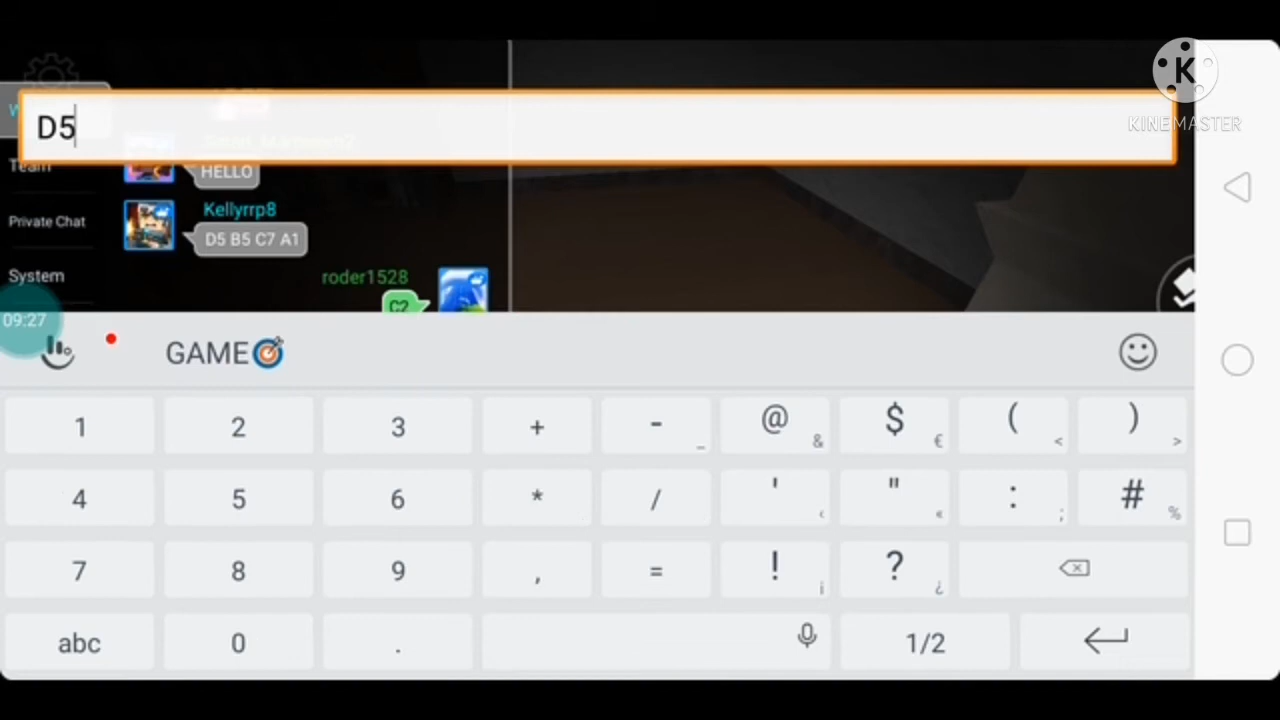 K
KINEMASTER
D5
Team
HELLO
Private Chat
Kellyrrp8
D5 B5 C7 A1
System
roder1528
C2
09:27
GAME🎯
1 2 3 + - _ @ & $ € ( < ) >
4 5 6 * / ' ‹ " « : ; # %
7 8 9 , = ! ¡ ? ¿
abc 0 . 1/2